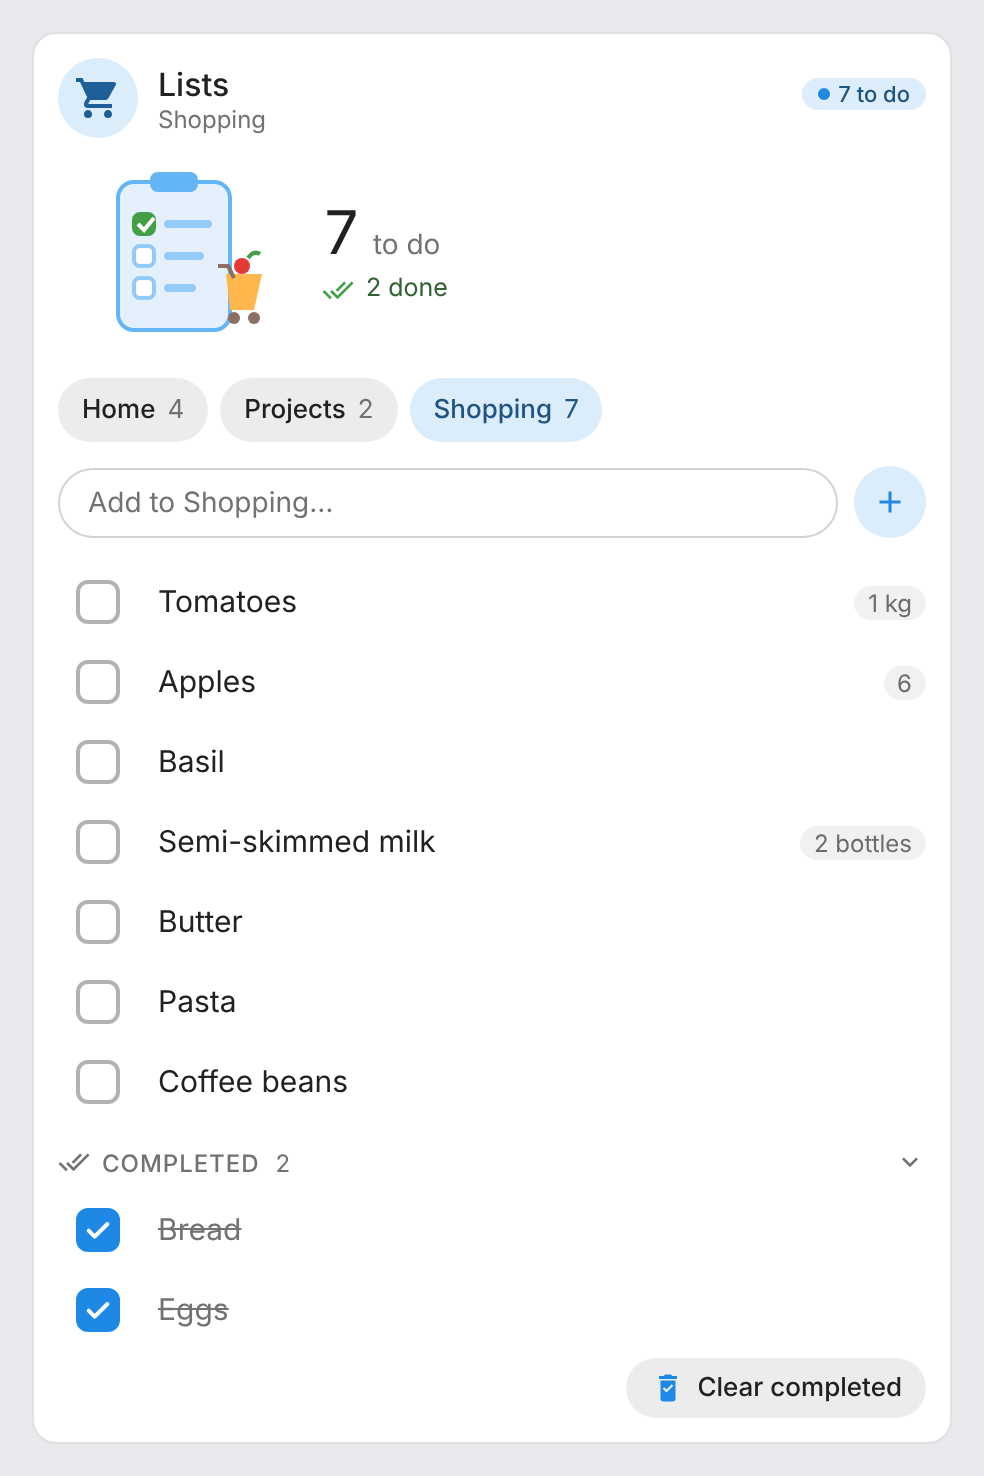 Lists
Shopping
7 to do
7 to do
2 done
Home 4
Projects 2
Shopping 7
Add to Shopping...
Tomatoes
1 kg
Apples
6
Basil
Semi-skimmed milk
2 bottles
Butter
Pasta
Coffee beans
COMPLETED 2
Bread
Eggs
Clear completed